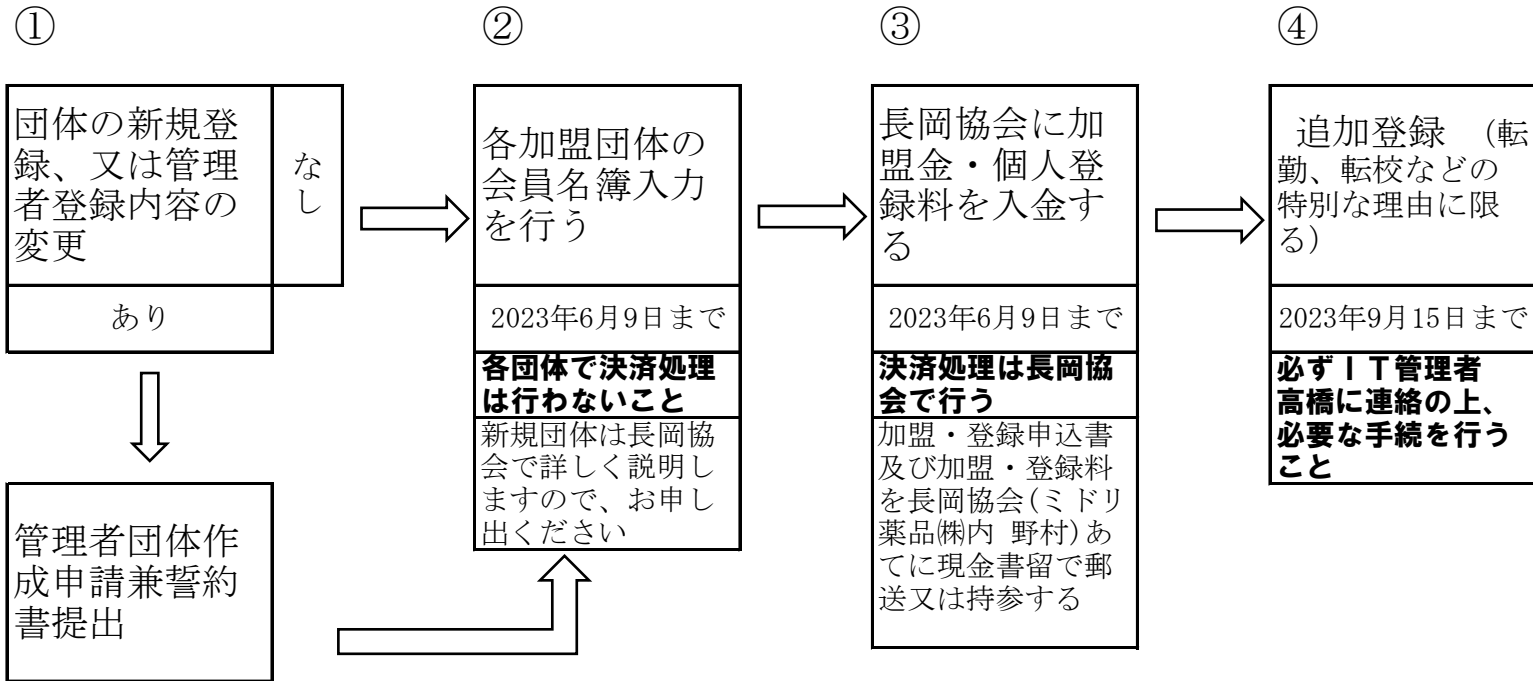 ①
団体の新規登
録、又は管理
者登録内容の
変更
な
し
あり
管理者団体作
成申請兼誓約
書提出
②
各加盟団体の
会員名簿入力
を行う
2023年6月9日まで
各団体で決済処理
は行わないこと
新規団体は長岡協
会で詳しく説明し
ますので、お申し
出ください
③
長岡協会に加
盟金・個人登
録料を入金す
る
2023年6月9日まで
決済処理は長岡協
会で行う
加盟・登録申込書
及び加盟・登録料
を長岡協会(ミドリ
薬品㈱内 野村)あ
てに現金書留で郵
送又は持参する
④
追加登録 (転
勤、転校などの
特別な理由に限
る)
2023年9月15日まで
必ずＩＴ管理者
高橋に連絡の上、
必要な手続を行う
こと